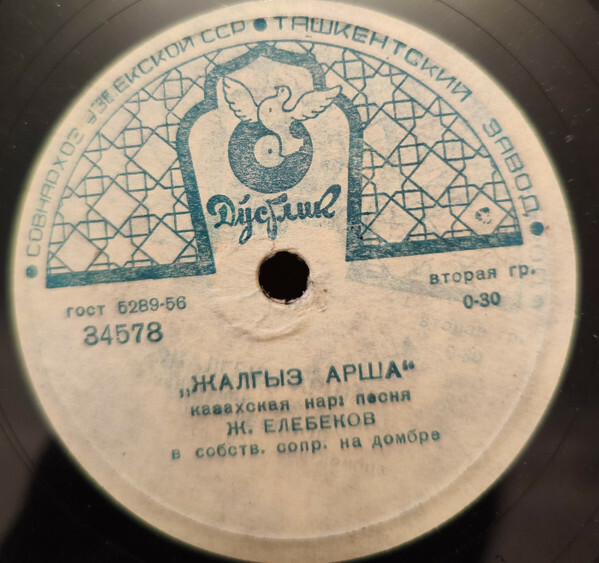 • СОВНАРХОЗ УЗБЕКСКОЙ ССР • ТАШКЕНТСКИЙ ЗАВОД •
Дўстлик
гост 5289-56
34578
вторая гр.
0-30
„ЖАЛГЫЗ АРША“
казахская нар: песня
Ж. ЕЛЕБЕКОВ
в собств. сопр. на домбре